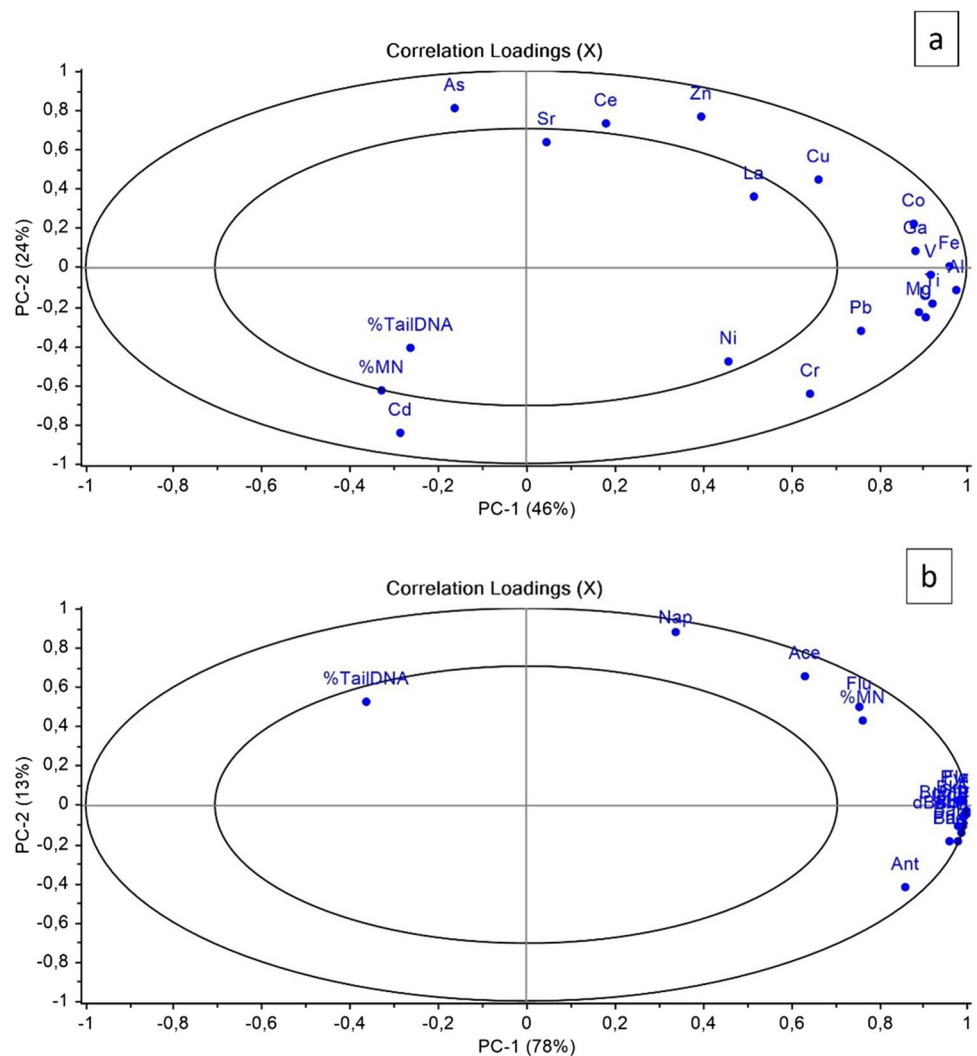 a
Correlation Loadings (X)
1
As
Ce
Zn
0,8
Sr
0,6
La
Cu
0,4
Co
0,2
Ga
Fe
V
0
Al
Ti
Mg
-0,2
%TailDNA
Pb
%MN
Ni
-0,4
Cr
-0,6
Cd
-0,8
-1
PC-2 (24%)
-1 -0,8 -0,6 -0,4 -0,2 0 0,2 0,4 0,6 0,8 1
PC-1 (46%)
b
Correlation Loadings (X)
1
Nap
0,8
Ace
0,6
%TailDNA
Flu
%MN
0,4
0,2
0
-0,2
Ant
-0,4
-0,6
-0,8
-1
PC-2 (13%)
-1 -0,8 -0,6 -0,4 -0,2 0 0,2 0,4 0,6 0,8 1
PC-1 (78%)